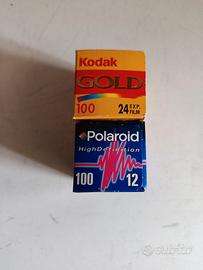 Kodak
GOLD
100
24 EXP.
FILM
Polaroid
HighDefinition
100 12
subito